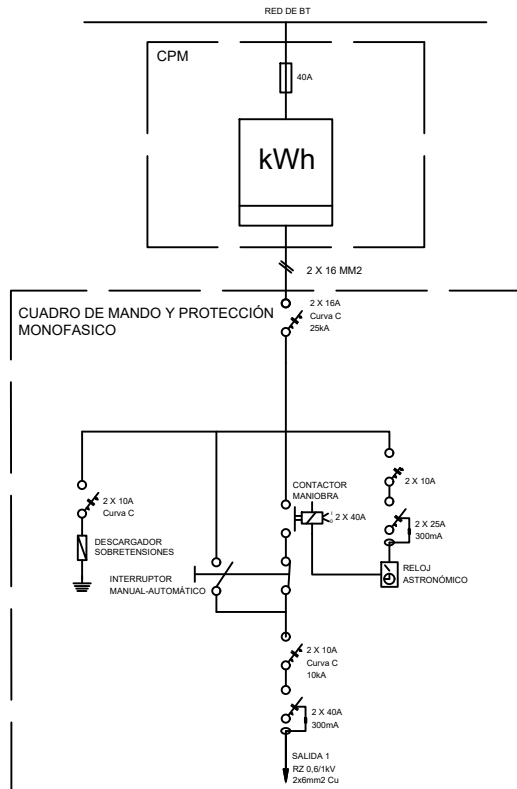 RED DE BT
CPM
40A
kWh
2 X 16 MM2
CUADRO DE MANDO Y PROTECCIÓN
MONOFASICO
2 X 16A
Curva C
25kA
2 X 10A
Curva C
DESCARGADOR
SOBRETENSIONES
INTERRUPTOR
MANUAL-AUTOMÁTICO
CONTACTOR
MANIOBRA
2 X 40A
2 X 10A
2 X 25A
300mA
RELOJ
ASTRONÓMICO
2 X 10A
Curva C
10kA
2 X 40A
300mA
SALIDA 1
RZ 0,6/1kV
2x6mm2 Cu